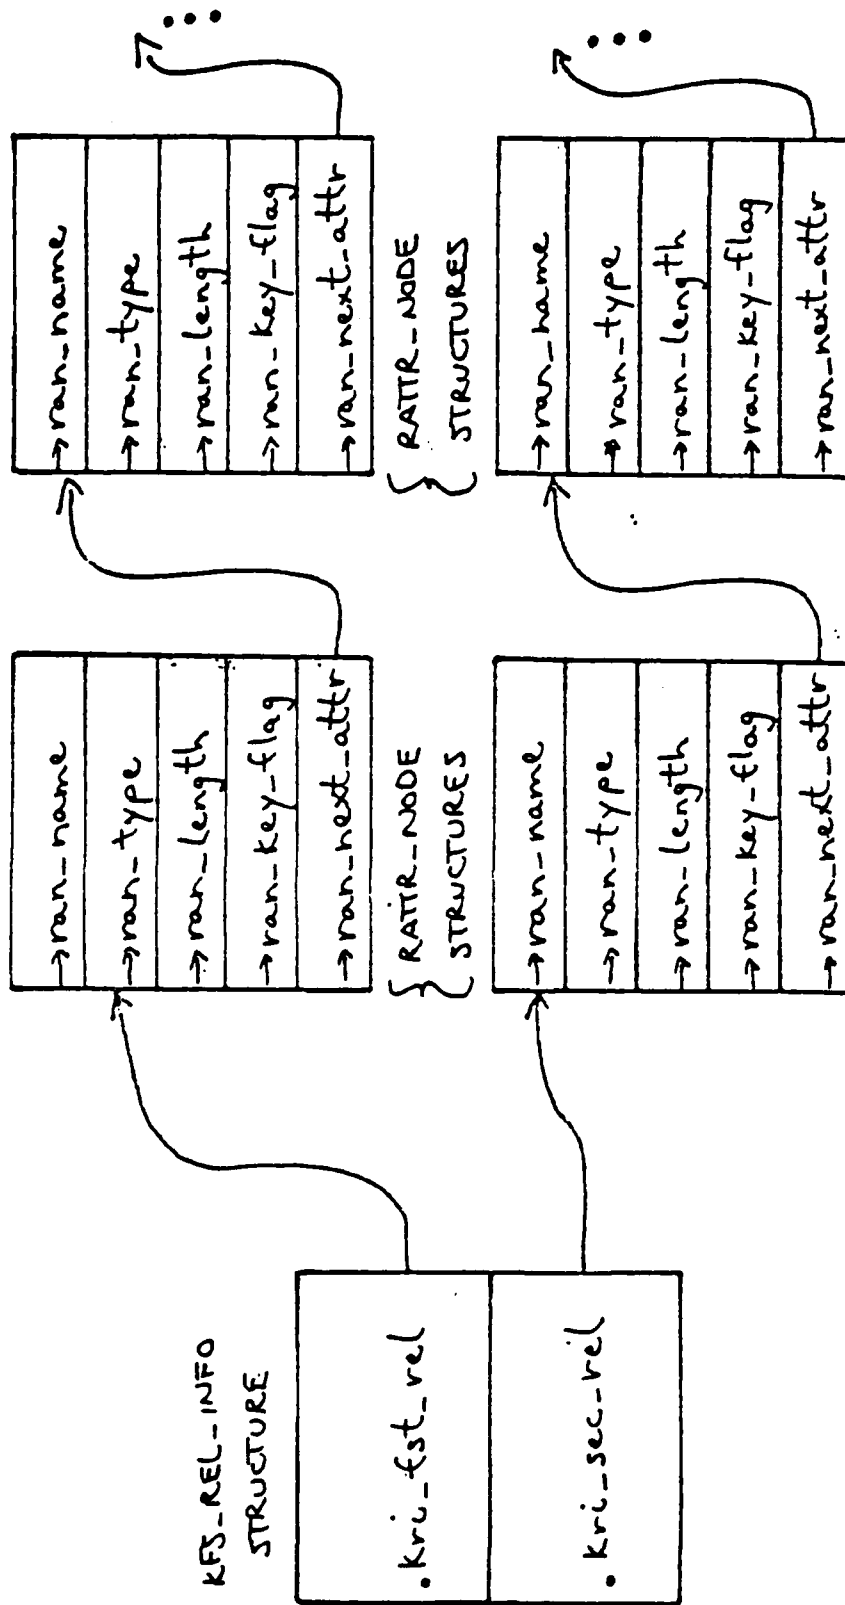 KFS_REL_INFO
STRUCTURE
.kri_fst_rel
.kri_sec_rel
→ran_name
→ran_type
→ran_length
→ran_key_flag
→ran_next_attr
RATTR_NODE
STRUCTURES
→ran_name
→ran_type
→ran_length
→ran_key_flag
→ran_next_attr
→ran_name
→ran_type
→ran_length
→ran_key_flag
→ran_next_attr
RATTR_NODE
STRUCTURES
→ran_name
→ran_type
→ran_length
→ran_key_flag
→ran_next_attr